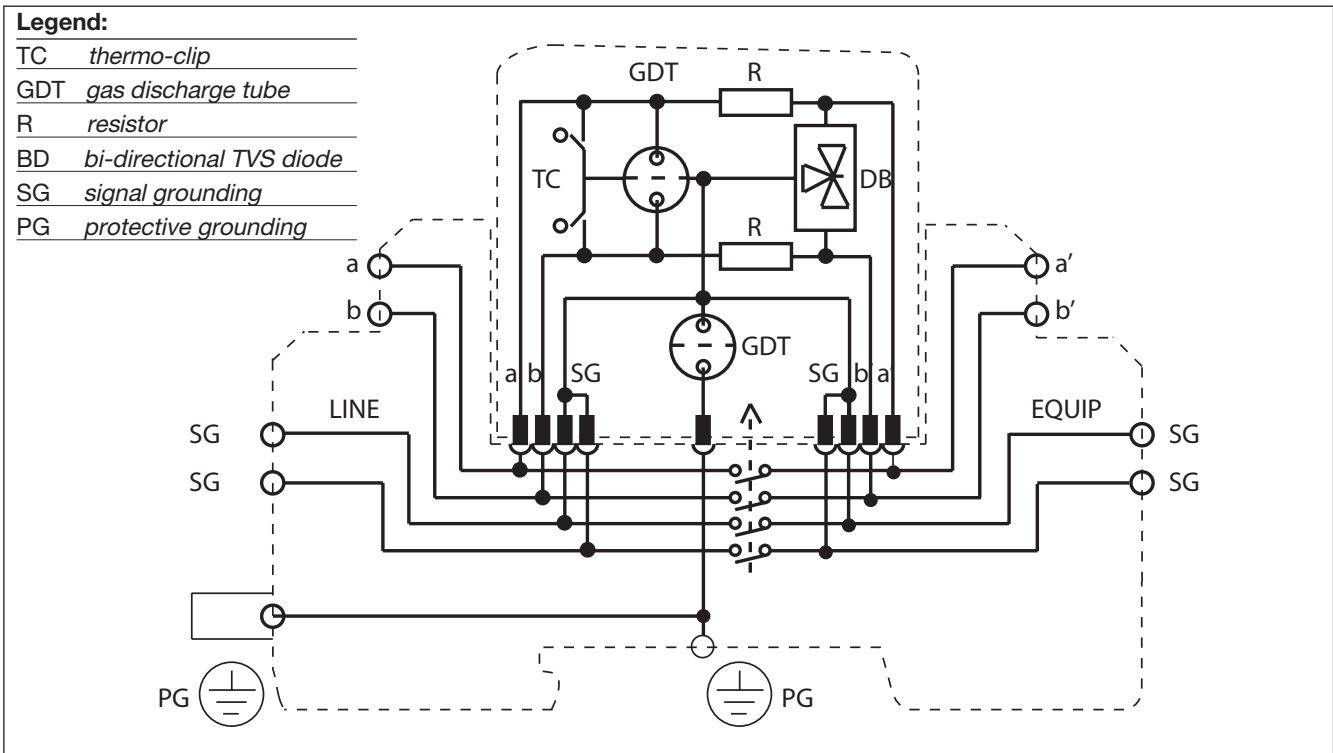 Legend:
TC thermo-clip
GDT gas discharge tube
R resistor
BD bi-directional TVS diode
SG signal grounding
PG protective grounding
GDT R
TC DB
R
a a′
b b′
GDT
a b SG SG b′ a′
LINE EQUIP
SG SG
SG SG
PG PG